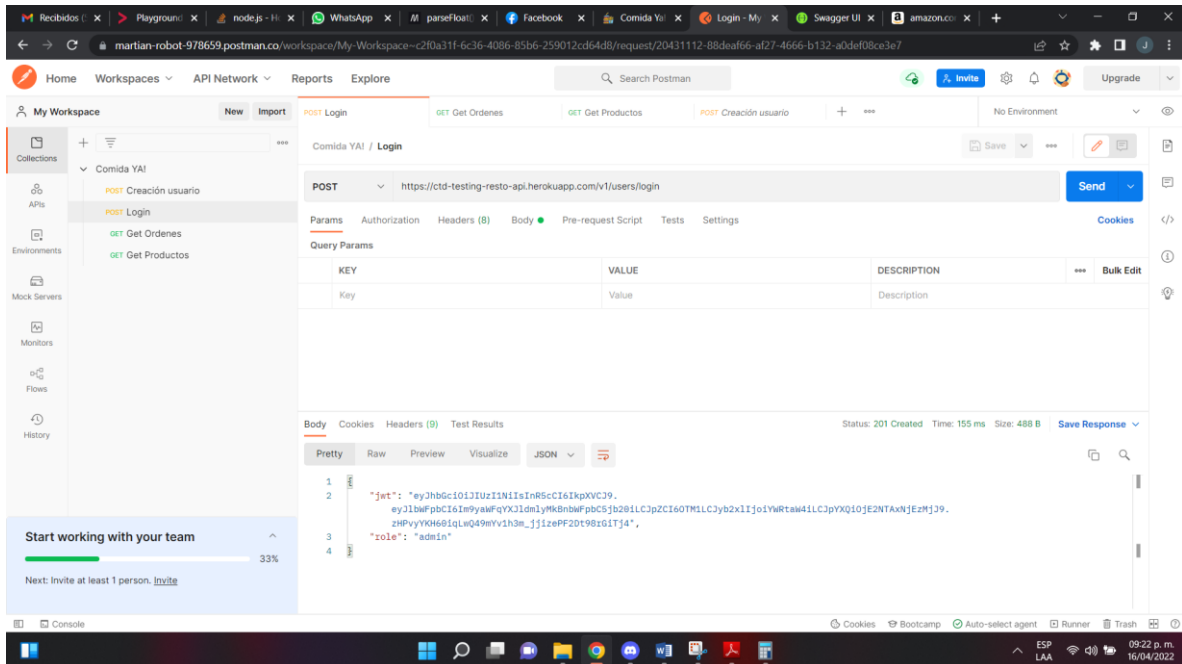 Recibidos (
Playground
node.js - H
WhatsApp
parseFloat()
Facebook
Comida Ya!
Login - My
Swagger UI
amazon.co
martian-robot-978659.postman.co/workspace/My-Workspace~c2f0a31f-6c36-4086-85b6-259012cd64d8/request/20431112-88deaf66-af27-4666-b132-a0def08ce3e7
Home Workspaces API Network Reports Explore Search Postman Invite Upgrade
My Workspace New Import
POST Login GET Get Ordenes GET Get Productos POST Creación usuario No Environment
Collections
APIs
Environments
Mock Servers
Monitors
Flows
History
Comida YA!
POST Creación usuario
POST Login
GET Get Ordenes
GET Get Productos
Comida YA! / Login Save
POST https://ctd-testing-resto-api.herokuapp.com/v1/users/login Send
Params Authorization Headers (8) Body Pre-request Script Tests Settings Cookies
Query Params
KEY VALUE DESCRIPTION Bulk Edit
Key Value Description
Body Cookies Headers (9) Test Results Status: 201 Created Time: 155 ms Size: 488 B Save Response
Pretty Raw Preview Visualize JSON
1 {
2 "jwt": "eyJhbGciOiJIUzI1NiIsInR5cCI6IkpXVCJ9.
3 "role": "admin"
4 }
Start working with your team
33%
Next: Invite at least 1 person. Invite
Console Cookies Bootcamp Auto-select agent Runner Trash
ESP
LAA
09:22 p. m.
16/04/2022